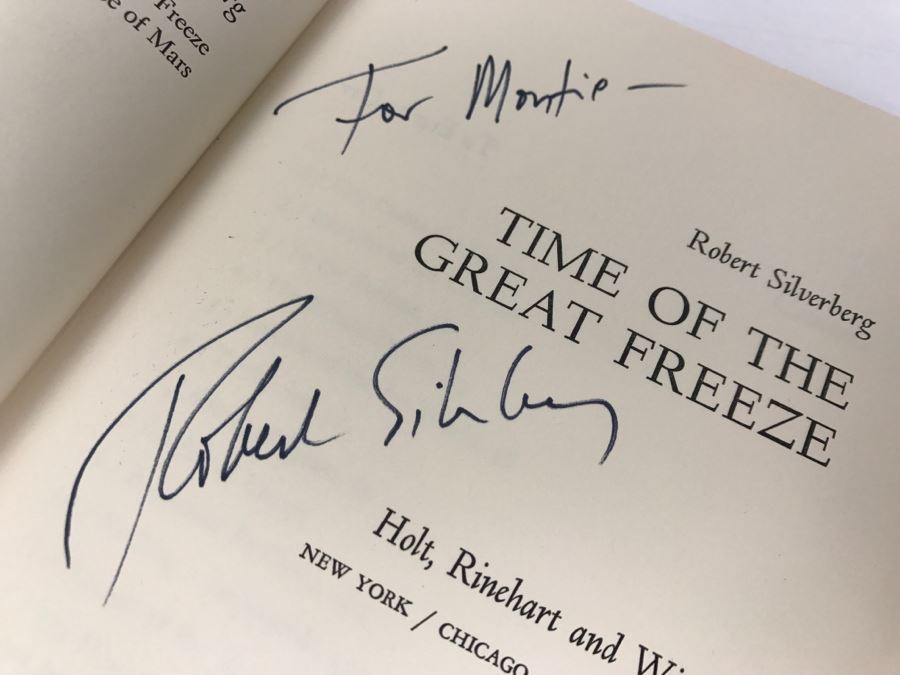 Freeze
of Mars
For Montie —
Robert Silverberg
TIME OF THE
GREAT FREEZE
Robert Silverberg
Holt, Rinehart and
NEW YORK / CHICAGO